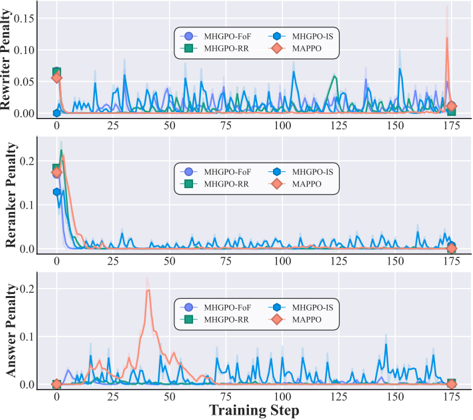 Rewriter Penalty
0.15
0.10
0.05
0.00
MHGPO-FoF
MHGPO-IS
MHGPO-RR
MAPPO
0 25 50 75 100 125 150 175
Reranker Penalty
0.2
0.1
0.0
MHGPO-FoF
MHGPO-IS
MHGPO-RR
MAPPO
0 25 50 75 100 125 150 175
Answer Penalty
0.2
0.1
0.0
MHGPO-FoF
MHGPO-IS
MHGPO-RR
MAPPO
0 25 50 75 100 125 150 175
Training Step